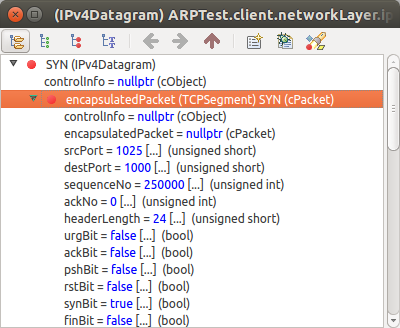 (IPv4Datagram) ARPTest.client.networkLayer.ip
SYN (IPv4Datagram)
controlInfo = nullptr (cObject)
encapsulatedPacket (TCPSegment) SYN (cPacket)
controlInfo = nullptr (cObject)
encapsulatedPacket = nullptr (cPacket)
srcPort = 1025 [...] (unsigned short)
destPort = 1000 [...] (unsigned short)
sequenceNo = 250000 [...] (unsigned int)
ackNo = 0 [...] (unsigned int)
headerLength = 24 [...] (unsigned short)
urgBit = false [...] (bool)
ackBit = false [...] (bool)
pshBit = false [...] (bool)
rstBit = false [...] (bool)
synBit = true [...] (bool)
finBit = false [...] (bool)